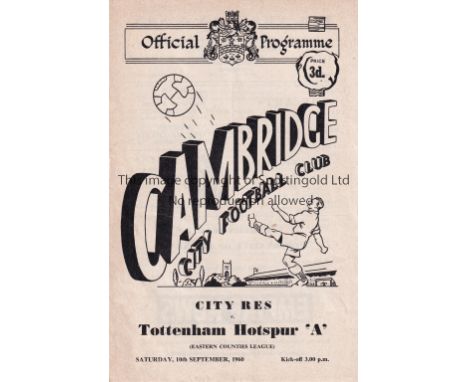 Official Programme
PRICE
3d.
CAMBRIDGE
CITY FOOTBALL CLUB
This image copyright of Sportingold Ltd
No reproduction allowed
CITY RES
v.
Tottenham Hotspur 'A'
(EASTERN COUNTIES LEAGUE)
SATURDAY, 10th SEPTEMBER, 1960 Kick-off 3.00 p.m.